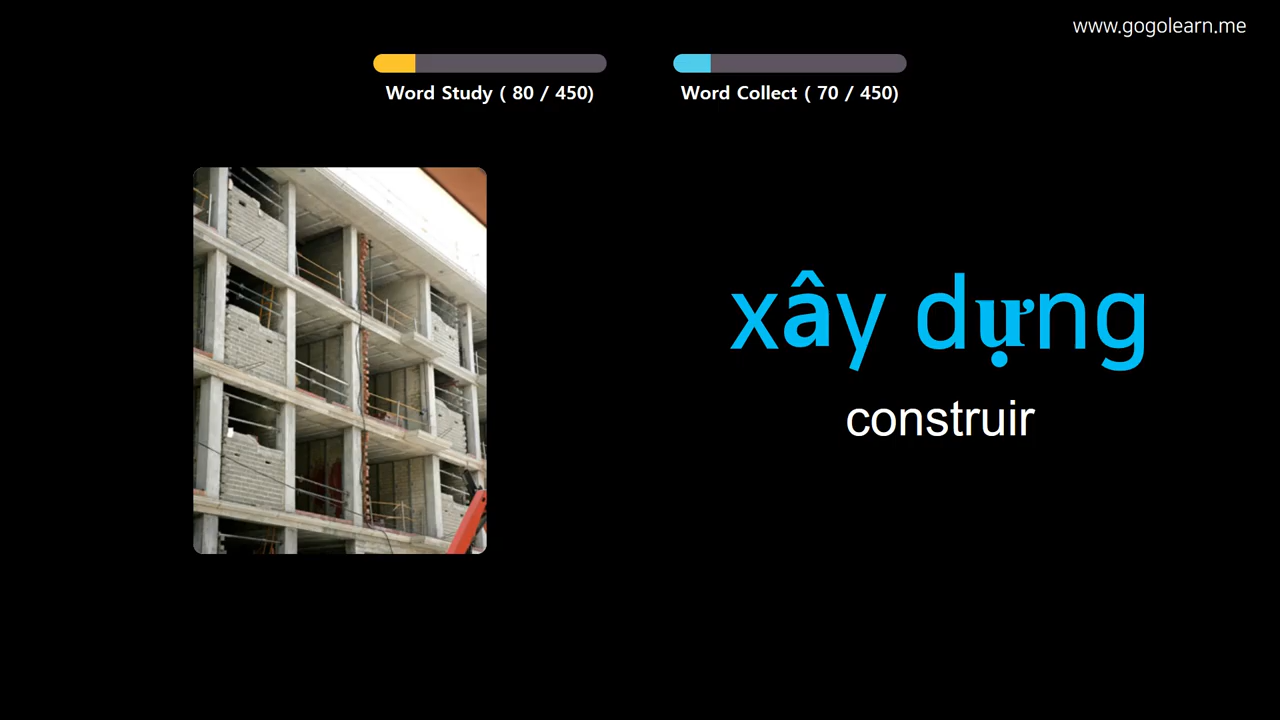 www.gogolearn.me
Word Study ( 80 / 450)
Word Collect ( 70 / 450)
xây dựng
construir